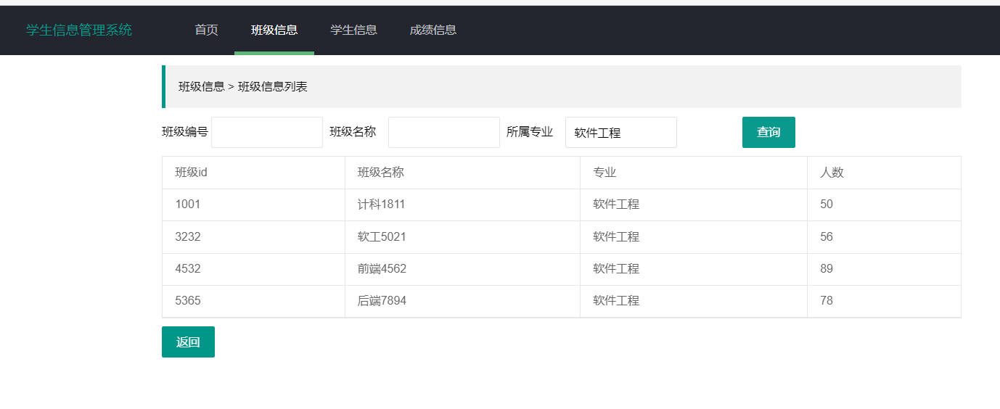 学生信息管理系统 首页 班级信息 学生信息 成绩信息
班级信息 > 班级信息列表
班级编号 班级名称 所属专业 软件工程 查询
班级id 班级名称 专业 人数
1001 计科1811 软件工程 50
3232 软工5021 软件工程 56
4532 前端4562 软件工程 89
5365 后端7894 软件工程 78
返回